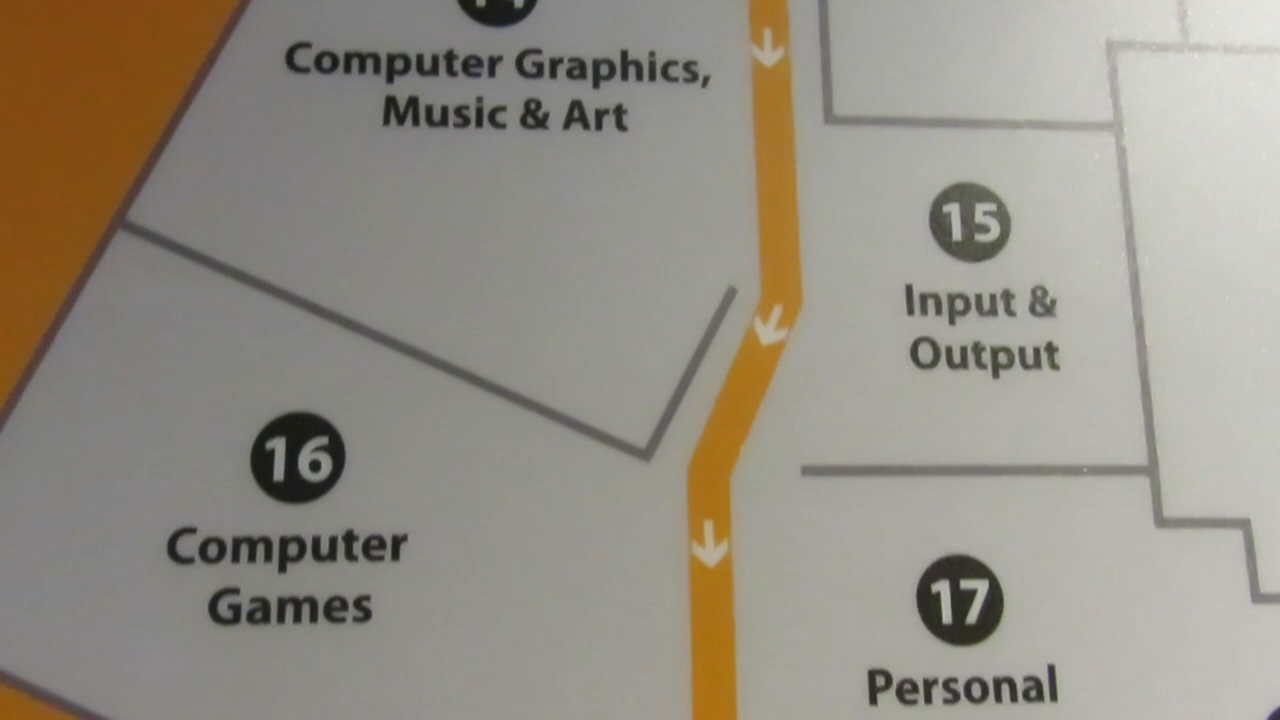 Computer Graphics,
Music & Art
15
Input &
Output
16
Computer
Games
17
Personal